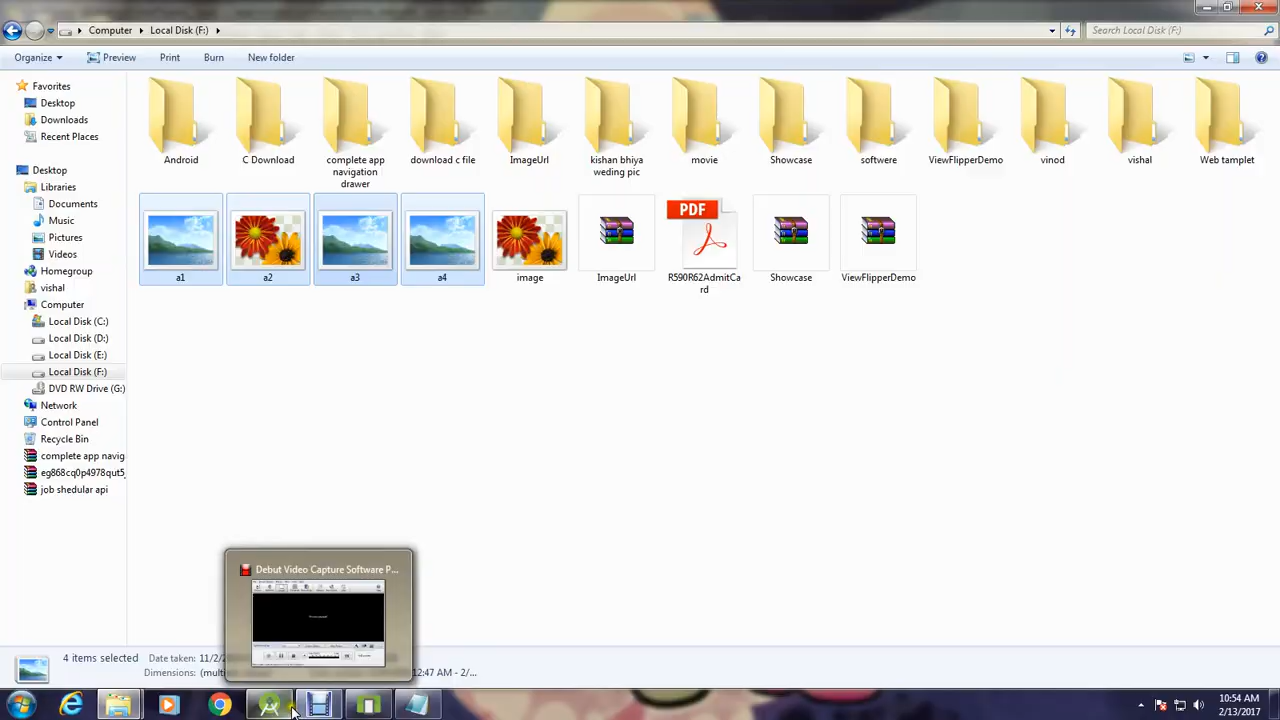 Computer Local Disk (F:)
Search Local Disk (F:)
Organize Preview Print Burn New folder
Favorites
Desktop
Downloads
Recent Places
Desktop
Libraries
Documents
Music
Pictures
Videos
Homegroup
vishal
Computer
Local Disk (C:)
Local Disk (D:)
Local Disk (E:)
Local Disk (F:)
DVD RW Drive (G:)
Network
Control Panel
Recycle Bin
complete app navig
eg868cq0p4978qut5
job shedular api
Android
C Download
complete app
navigation
drawer
download c file
ImageUrl
kishan bhiya
weding pic
movie
Showcase
softwere
ViewFlipperDemo
vinod
vishal
Web tamplet
a1
a2
a3
a4
image
ImageUrl
PDF
R590R62AdmitCa
rd
Showcase
ViewFlipperDemo
Debut Video Capture Software P...
4 items selected Date taken: 11/2/ 12:47 AM - 2/...
Dimensions: (mult
10:54 AM
2/13/2017